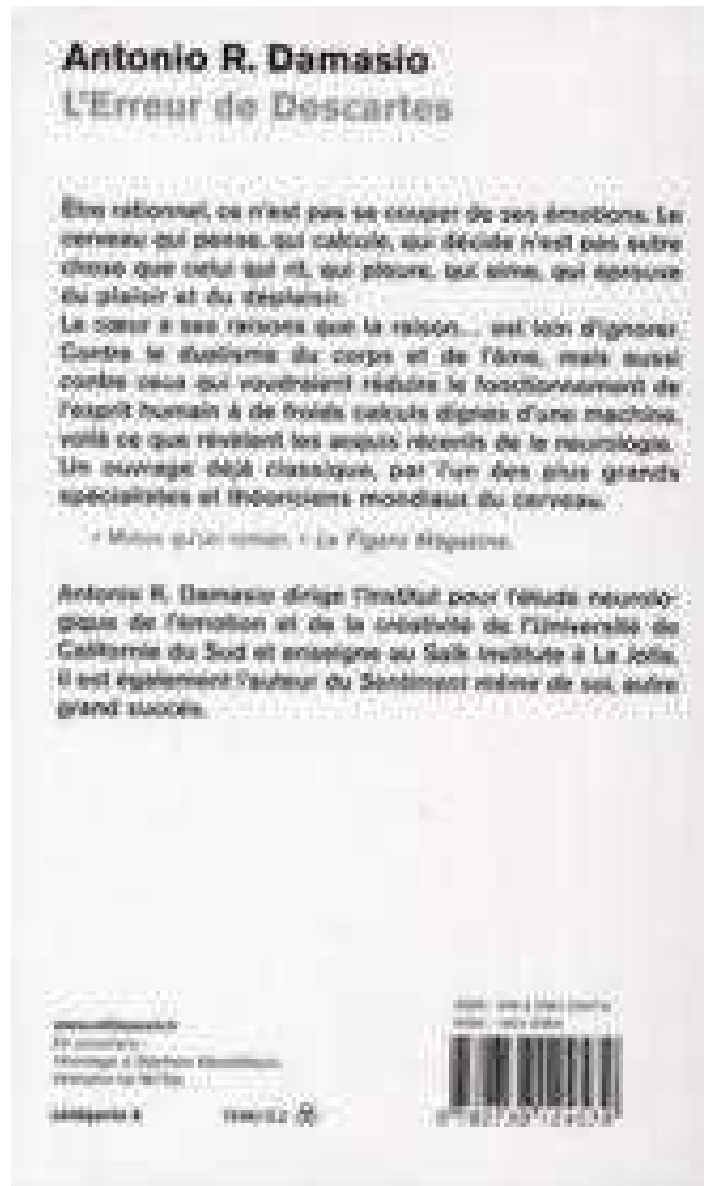 Antonio R. Damasio
L'Erreur de Descartes
Être rationnel, ce n'est pas se couper de ses émotions. Le
cerveau qui pense, qui calcule, qui décide n'est pas autre
chose que celui qui rit, qui pleure, qui aime, qui éprouve
du plaisir et du déplaisir.
Le cœur a ses raisons que la raison... est loin d'ignorer.
Contre le dualisme du corps et de l'âme, mais aussi
contre ceux qui voudraient réduire le fonctionnement de
l'esprit humain à de froids calculs dignes d'une machine,
voilà ce que révèlent les acquis récents de la neurologie.
Un ouvrage déjà classique, par l'un des plus grands
spécialistes et théoriciens mondiaux du cerveau.
« Mieux qu'un roman. » Le Figaro Magazine.
Antonio R. Damasio dirige l'Institut pour l'étude neurolo-
gique de l'émotion et de la créativité de l'Université de
Californie du Sud et enseigne au Salk Institute à La Jolla.
Il est également l'auteur du Sentiment même de soi, autre
grand succès.
ISBN
catégorie